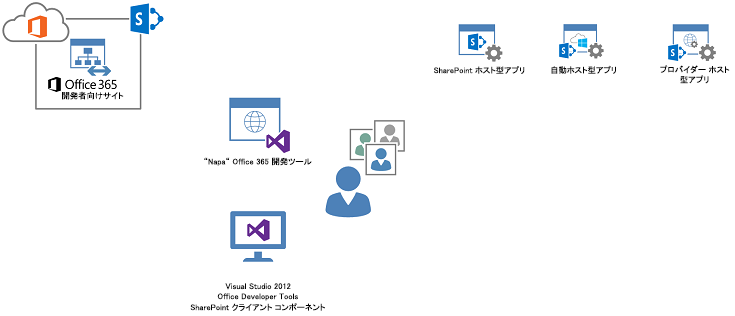 Office 365
開発者向けサイト
SharePoint ホスト型アプリ
自動ホスト型アプリ
プロバイダー ホスト
型アプリ
"Napa" Office 365 開発ツール
Visual Studio 2012
Office Developer Tools
SharePoint クライアント コンポーネント